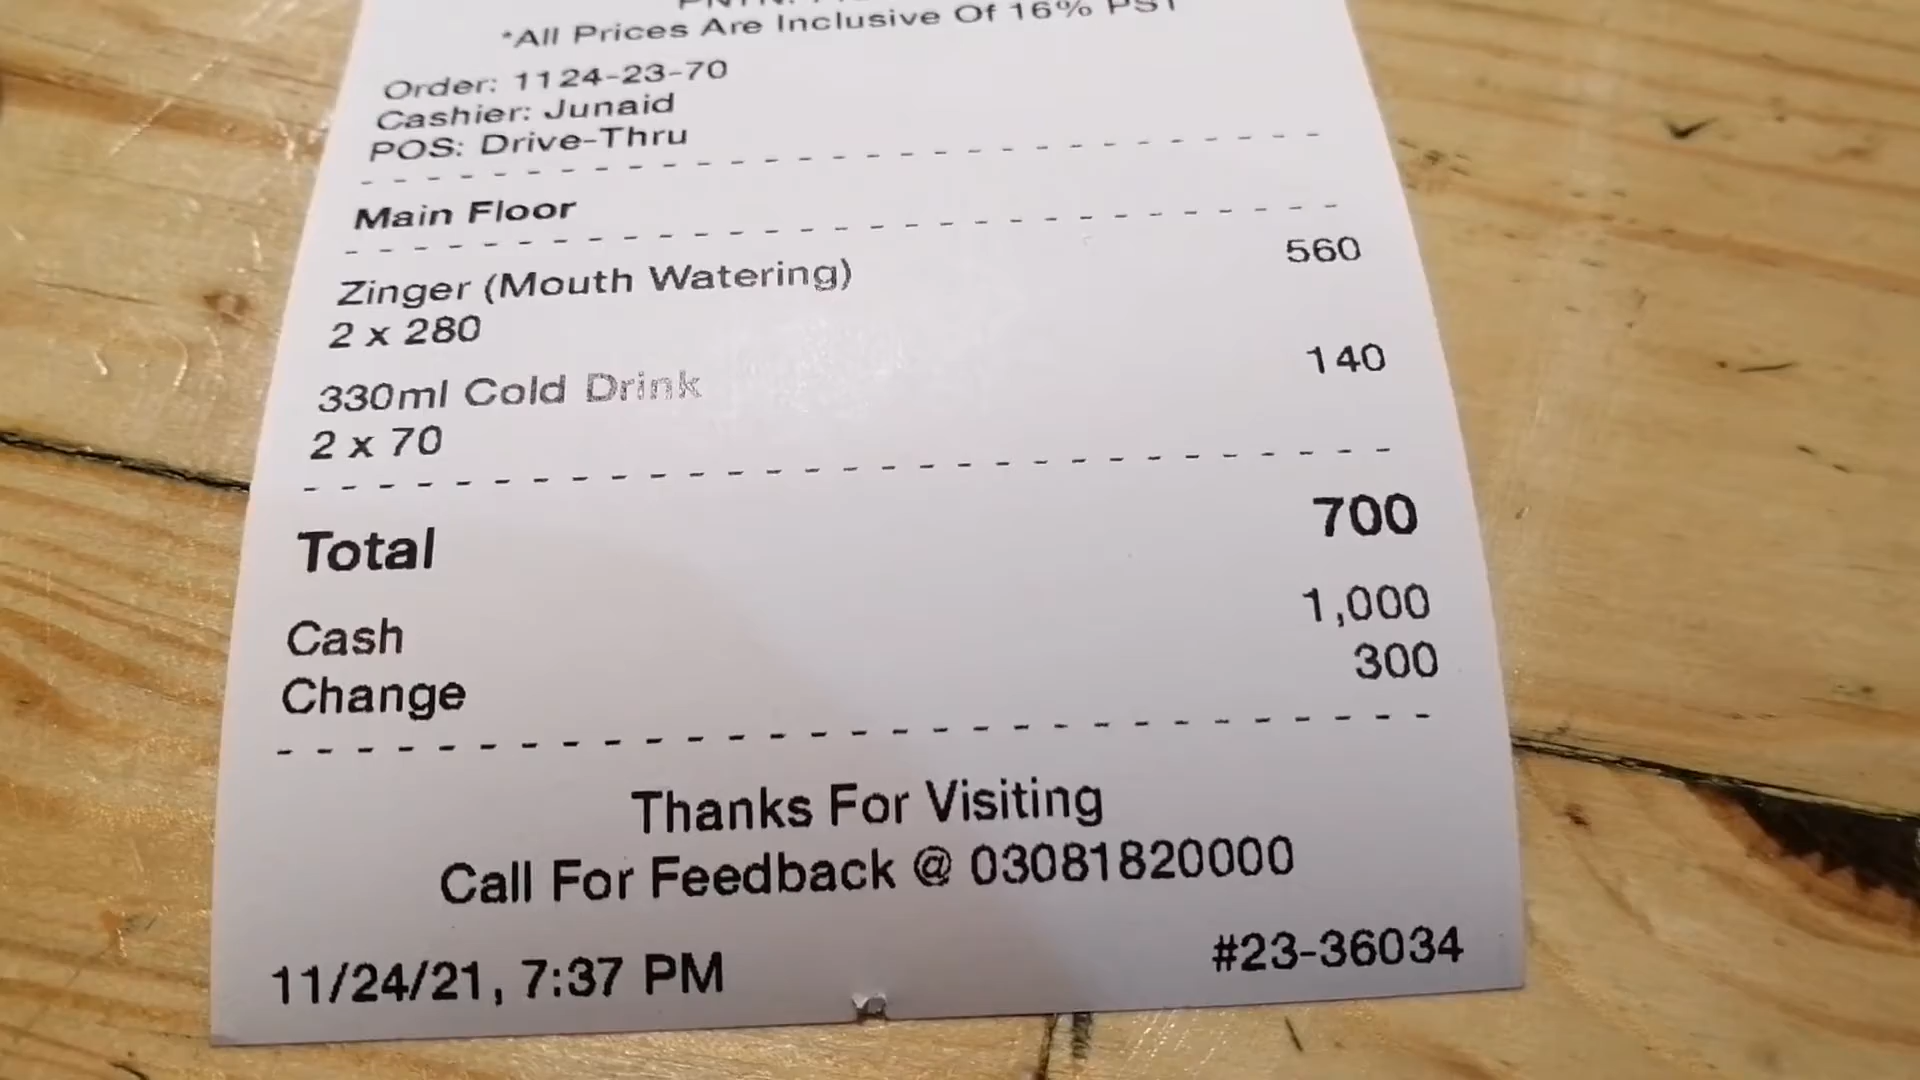 *All Prices Are Inclusive Of 16% PST
Order: 1124-23-70
Cashier: Junaid
POS: Drive-Thru
Main Floor
Zinger (Mouth Watering) 560
2 x 280
330ml Cold Drink 140
2 x 70
Total 700
Cash 1,000
Change 300
Thanks For Visiting
Call For Feedback @ 03081820000
11/24/21, 7:37 PM #23-36034